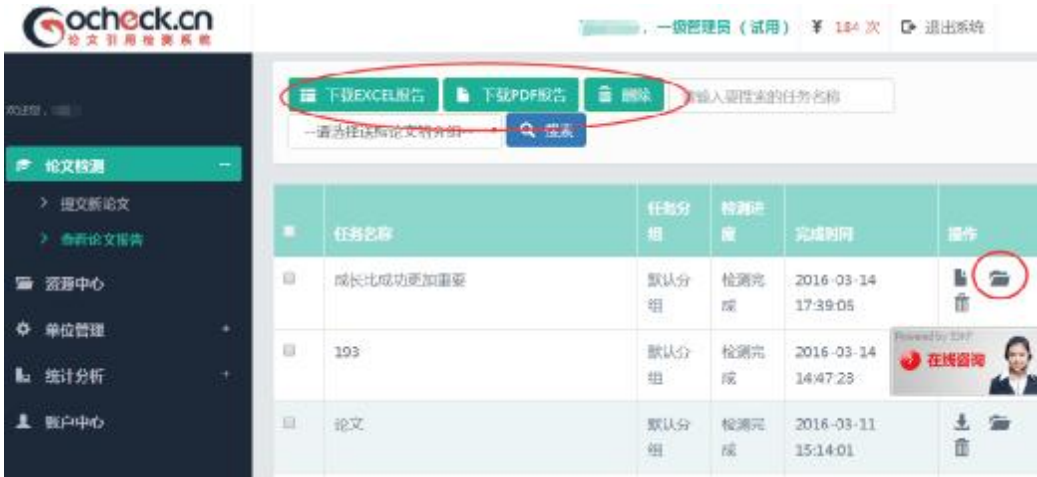 Gocheck.cn
论文引用检测系统
，一级管理员（试用） ¥ 184 次 退出系统
论文检测
提交新论文
查看论文报告
资源中心
单位管理
统计分析
账户中心
下载EXCEL报告 下载PDF报告 删除 请输入要搜索的任务名称
搜索
任务名称 任务分组 检测进度 完成时间 操作
成长比成功更加重要 默认分组 检测完成 2016-03-14 17:39:05
193 默认分组 检测完成 2016-03-14 14:47:23
论文 默认分组 检测完成 2016-03-11 15:14:01
在线咨询